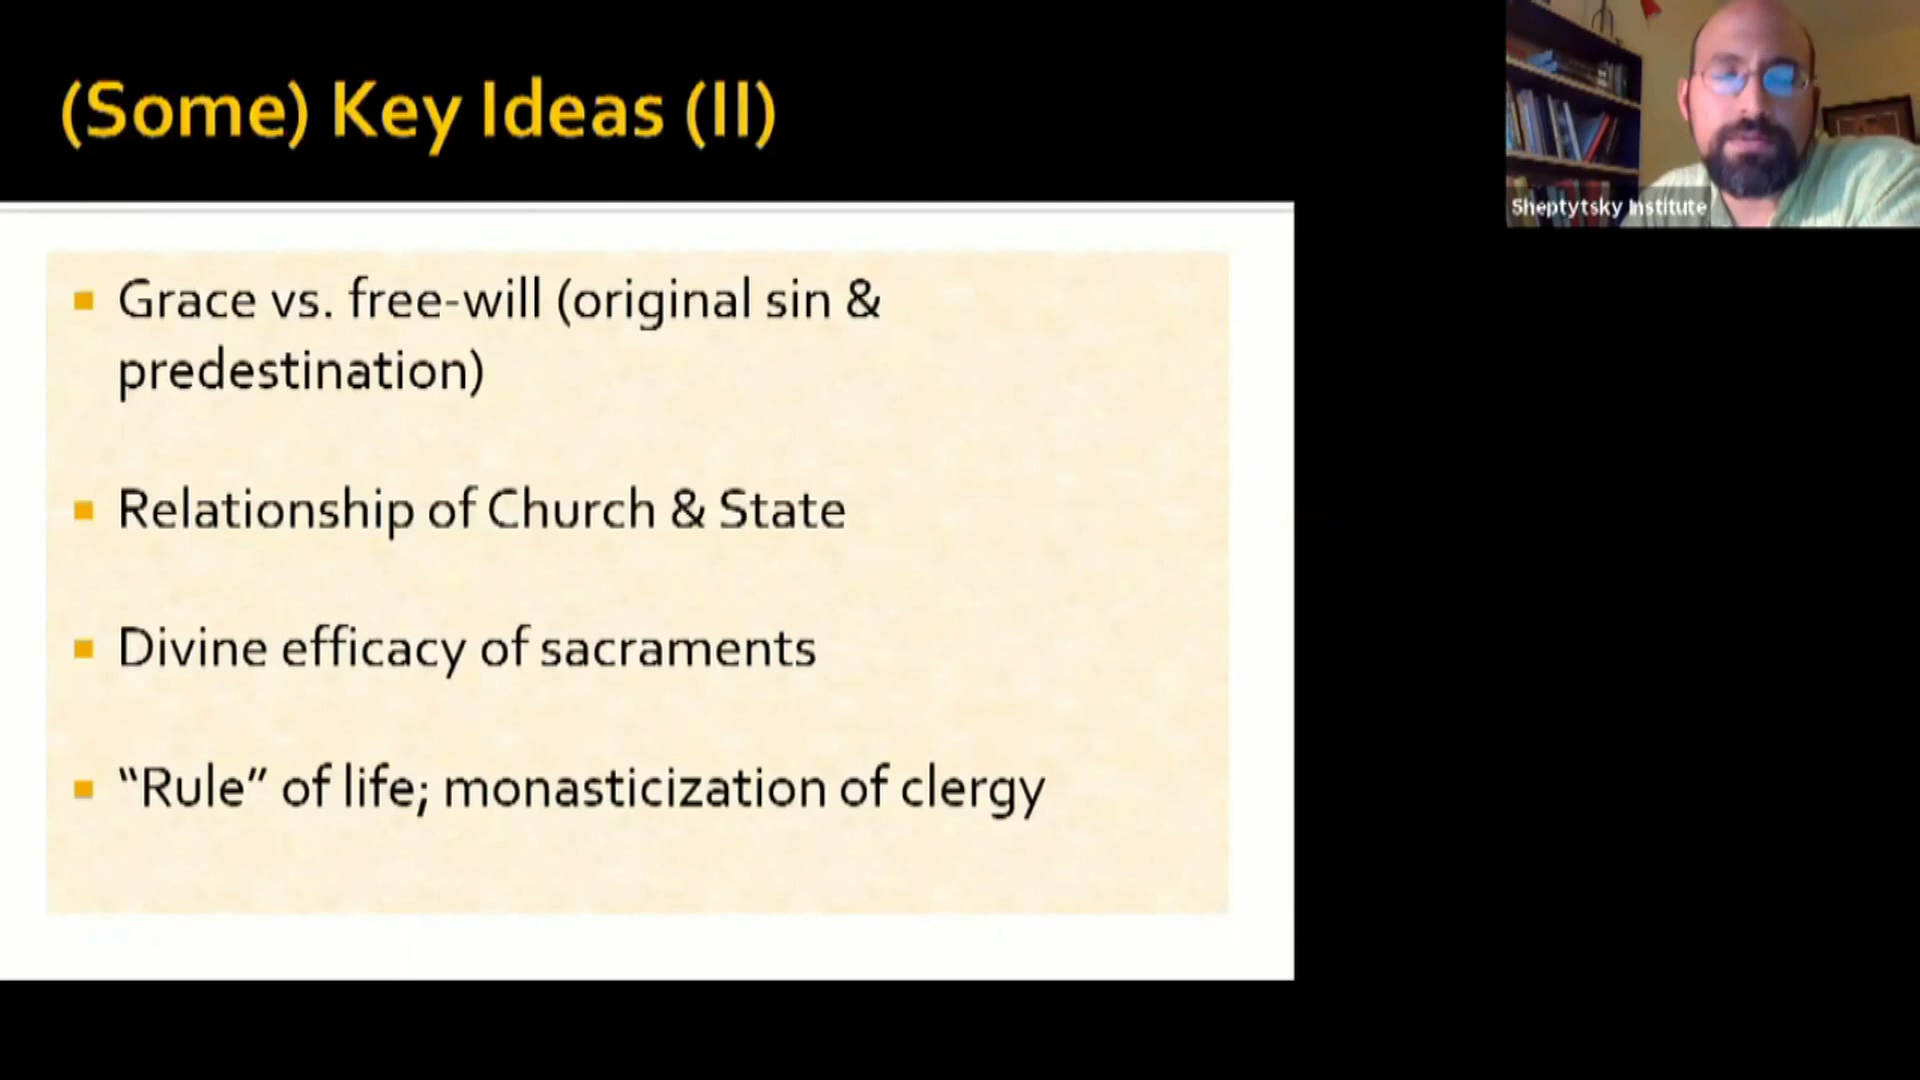 (Some) Key Ideas (II)
Sheptytsky Institute
Grace vs. free-will (original sin &
predestination)
Relationship of Church & State
Divine efficacy of sacraments
“Rule” of life; monasticization of clergy